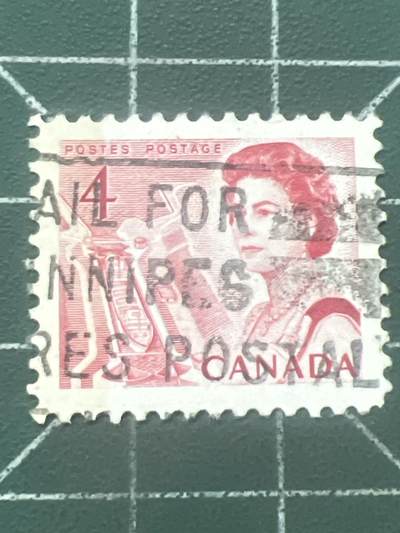 POSTES POSTAGE
4
AIL FOR
NNIPES
RES POSTAL
CANADA